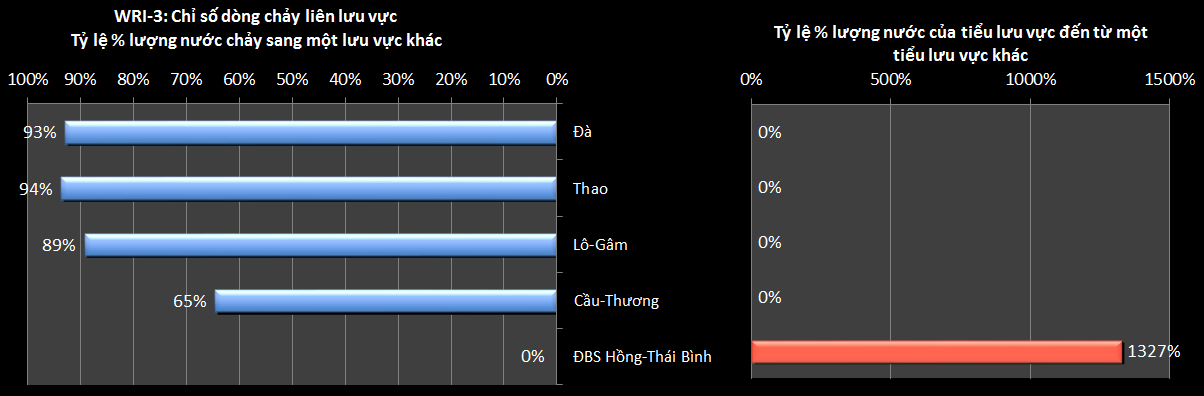 WRI-3: Chỉ số dòng chảy liên lưu vực
Tỷ lệ % lượng nước chảy sang một lưu vực khác
100% 90% 80% 70% 60% 50% 40% 30% 20% 10% 0%
93% Đà
94% Thao
89% Lô-Gâm
65% Cầu-Thương
0% ĐBS Hồng-Thái Bình
Tỷ lệ % lượng nước của tiểu lưu vực đến từ một
tiểu lưu vực khác
0% 500% 1000% 1500%
0%
0%
0%
0%
1327%